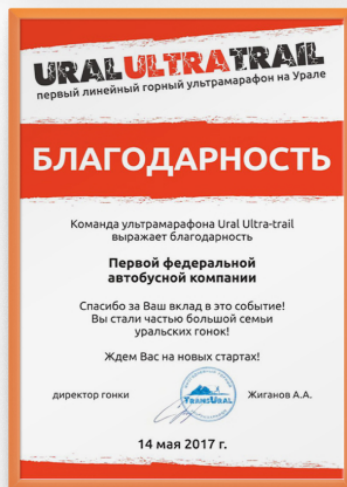 URAL ULTRA TRAIL
первый линейный горный ультрамарафон на Урале
БЛАГОДАРНОСТЬ
Команда ультрамарафона Ural Ultra-trail
выражает благодарность
Первой федеральной
автобусной компании
Спасибо за Ваш вклад в это событие!
Вы стали частью большой семьи
уральских гонок!
Ждем Вас на новых стартах!
директор гонки
TRANSURAL
Жиганов А.А.
14 мая 2017 г.